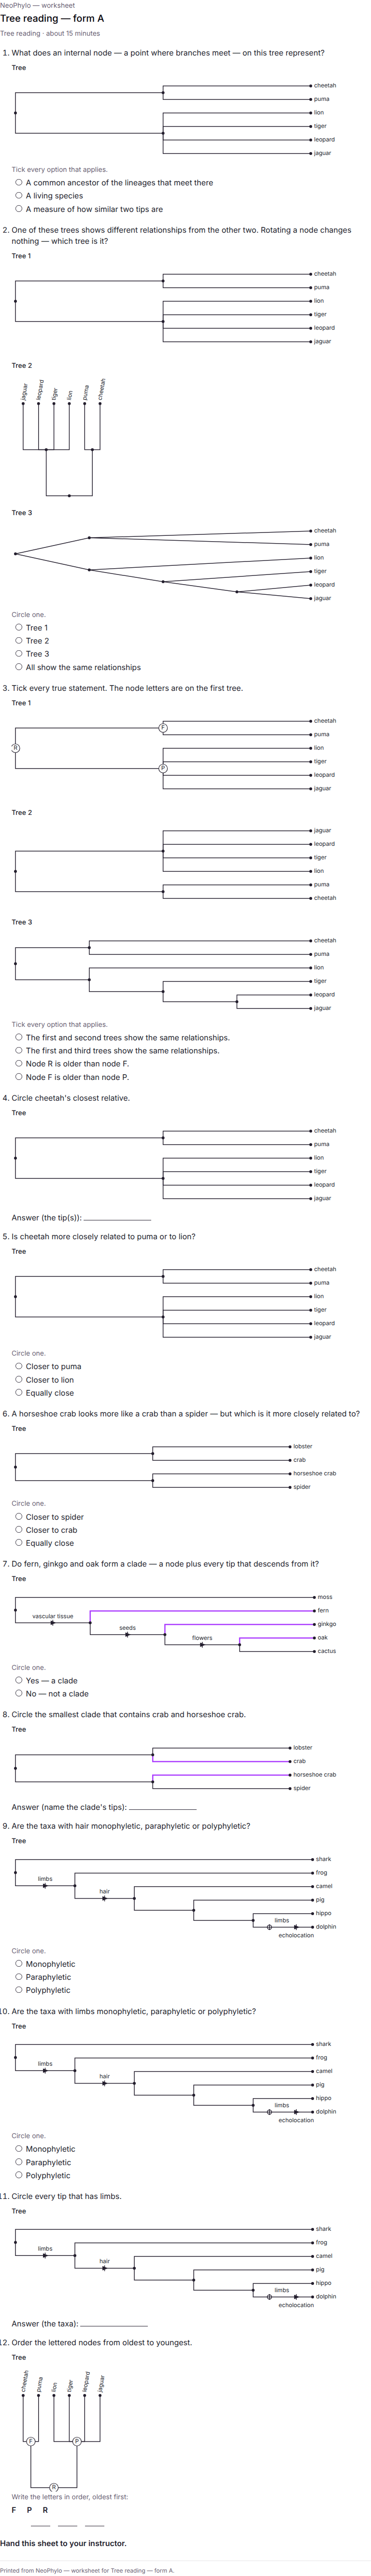 NeoPhylo — worksheet
Tree reading — form A
Tree reading · about 15 minutes
1. What does an internal node — a point where branches meet — on this tree represent?
Tree
cheetah
puma
lion
tiger
leopard
jaguar
Tick every option that applies.
A common ancestor of the lineages that meet there
A living species
A measure of how similar two tips are
2. One of these trees shows different relationships from the other two. Rotating a node changes
nothing — which tree is it?
Tree 1
cheetah
puma
lion
tiger
leopard
jaguar
Tree 2
jaguar
leopard
tiger
lion
puma
cheetah
Tree 3
cheetah
puma
lion
tiger
leopard
jaguar
Circle one.
Tree 1
Tree 2
Tree 3
All show the same relationships
3. Tick every true statement. The node letters are on the first tree.
Tree 1
cheetah
F
puma
R
lion
tiger
P
leopard
jaguar
Tree 2
jaguar
leopard
tiger
lion
puma
cheetah
Tree 3
cheetah
puma
lion
tiger
leopard
jaguar
Tick every option that applies.
The first and second trees show the same relationships.
The first and third trees show the same relationships.
Node R is older than node F.
Node F is older than node P.
4. Circle cheetah's closest relative.
Tree
cheetah
puma
lion
tiger
leopard
jaguar
Answer (the tip(s)):
5. Is cheetah more closely related to puma or to lion?
Tree
cheetah
puma
lion
tiger
leopard
jaguar
Circle one.
Closer to puma
Closer to lion
Equally close
6. A horseshoe crab looks more like a crab than a spider — but which is it more closely related to?
Tree
lobster
crab
horseshoe crab
spider
Circle one.
Closer to spider
Closer to crab
Equally close
7. Do fern, ginkgo and oak form a clade — a node plus every tip that descends from it?
Tree
moss
fern
vascular tissue
ginkgo
seeds
oak
flowers
cactus
Circle one.
Yes — a clade
No — not a clade
8. Circle the smallest clade that contains crab and horseshoe crab.
Tree
lobster
crab
horseshoe crab
spider
Answer (name the clade's tips):
9. Are the taxa with hair monophyletic, paraphyletic or polyphyletic?
Tree
shark
frog
limbs
camel
hair
pig
hippo
limbs
dolphin
echolocation
Circle one.
Monophyletic
Paraphyletic
Polyphyletic
10. Are the taxa with limbs monophyletic, paraphyletic or polyphyletic?
Tree
shark
frog
limbs
camel
hair
pig
hippo
limbs
dolphin
echolocation
Circle one.
Monophyletic
Paraphyletic
Polyphyletic
11. Circle every tip that has limbs.
Tree
shark
frog
limbs
camel
hair
pig
hippo
limbs
dolphin
echolocation
Answer (the taxa):
12. Order the lettered nodes from oldest to youngest.
Tree
cheetah
puma
lion
tiger
leopard
jaguar
F P
R
Write the letters in order, oldest first:
F P R
Hand this sheet to your instructor.
Printed from NeoPhylo — worksheet for Tree reading — form A.